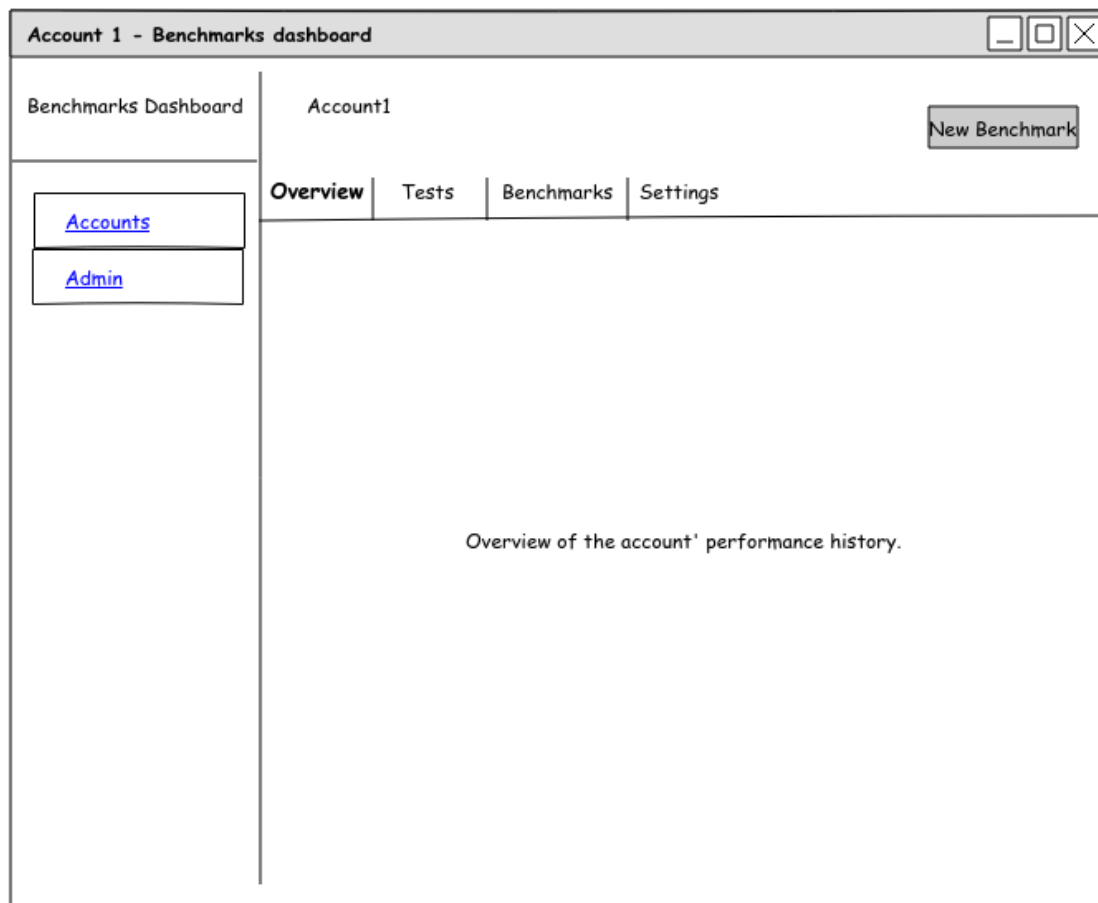 Account 1 - Benchmarks dashboard
Benchmarks Dashboard
Account1
New Benchmark
Overview
Tests
Benchmarks
Settings
Accounts
Admin
Overview of the account' performance history.